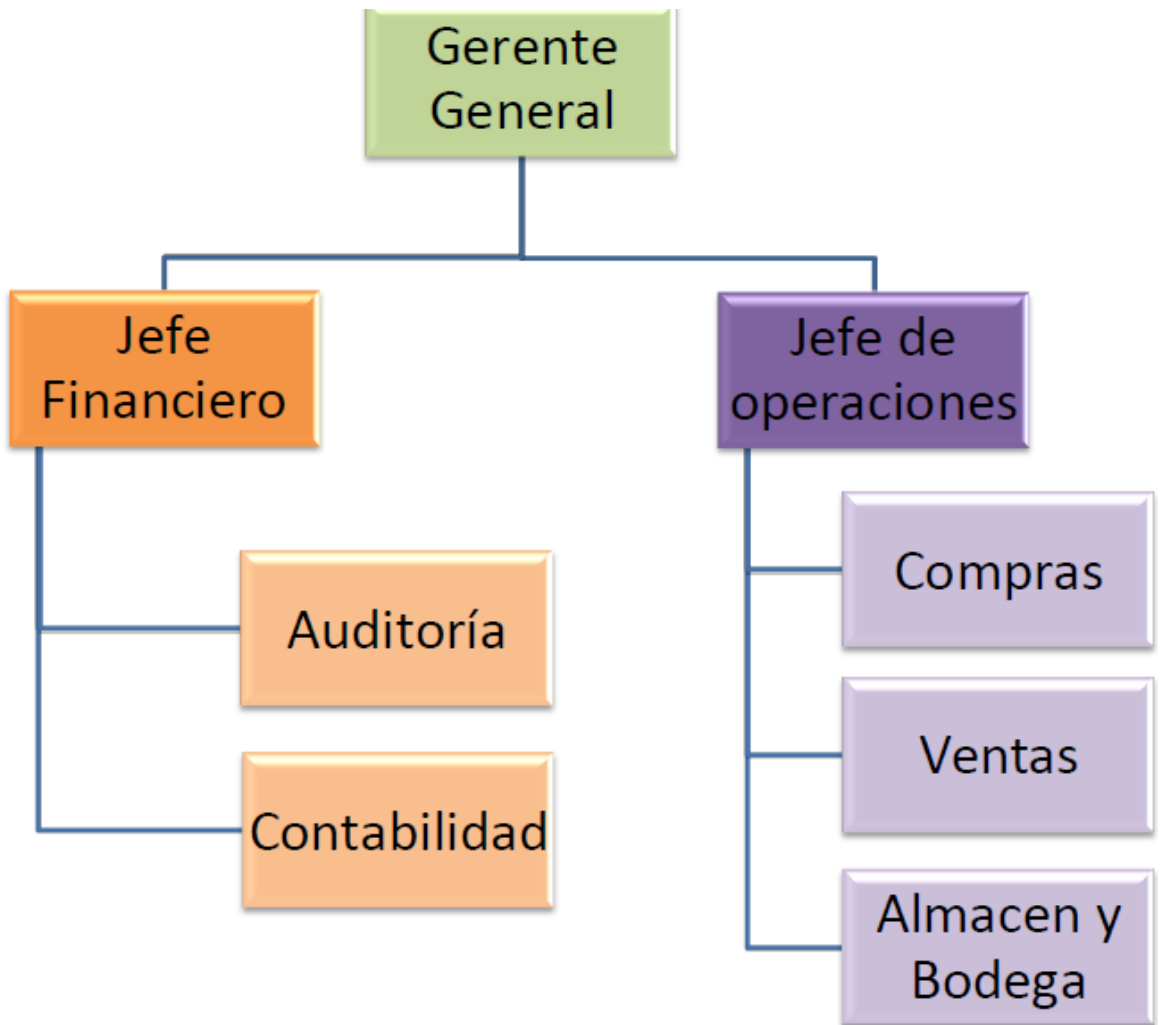 Gerente
General
Jefe
Financiero
Auditoría
Contabilidad
Jefe de
operaciones
Compras
Ventas
Almacen y
Bodega